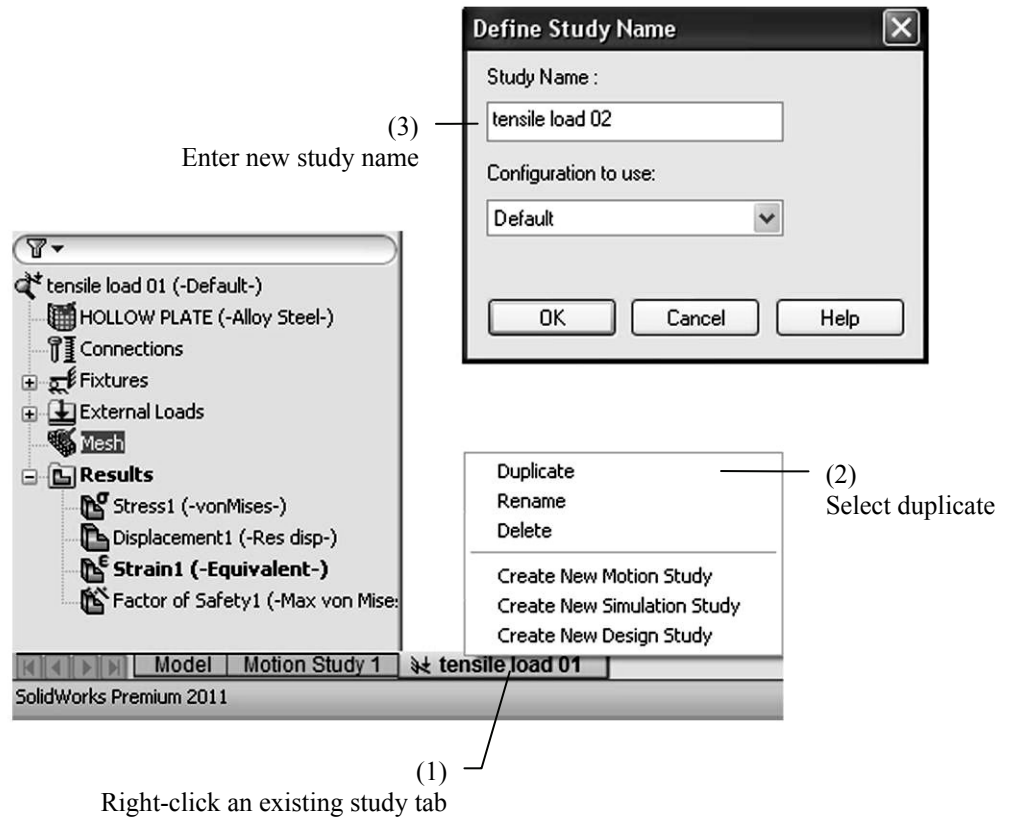 Define Study Name
Study Name :
tensile load 02
(3)
Enter new study name
Configuration to use:
Default
OK Cancel Help
tensile load 01 (-Default-)
HOLLOW PLATE (-Alloy Steel-)
Connections
Fixtures
External Loads
Mesh
Results
Stress1 (-vonMises-)
Displacement1 (-Res disp-)
Strain1 (-Equivalent-)
Factor of Safety1 (-Max von Mise:
Duplicate
Rename
Delete
Create New Motion Study
Create New Simulation Study
Create New Design Study
(2)
Select duplicate
Model Motion Study 1 tensile load 01
SolidWorks Premium 2011
(1)
Right-click an existing study tab